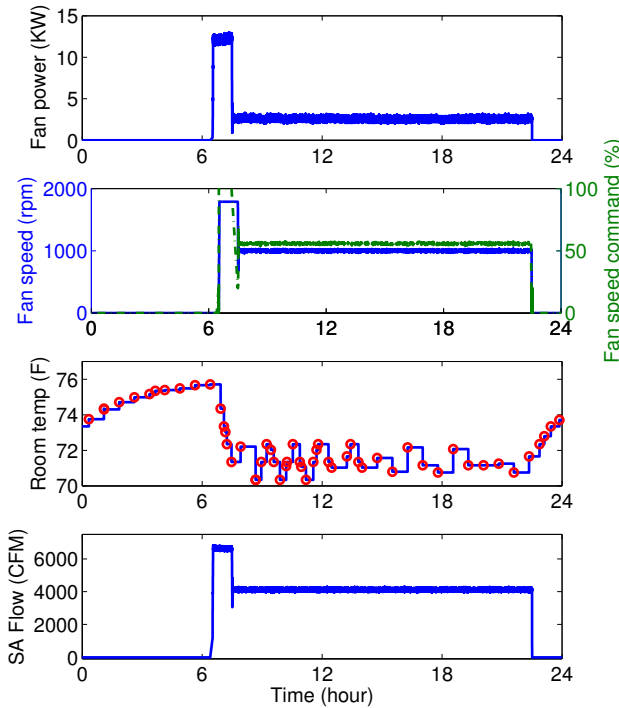 Fan power (KW)
15
10
5
0
0 6 12 18 24
Fan speed (rpm)
2000
1000
0
Fan speed command (%)
100
50
0
0 6 12 18 24
Room temp (F)
76
74
72
70
0 6 12 18 24
SA Flow (CFM)
6000
4000
2000
0
0 6 12 18 24
Time (hour)